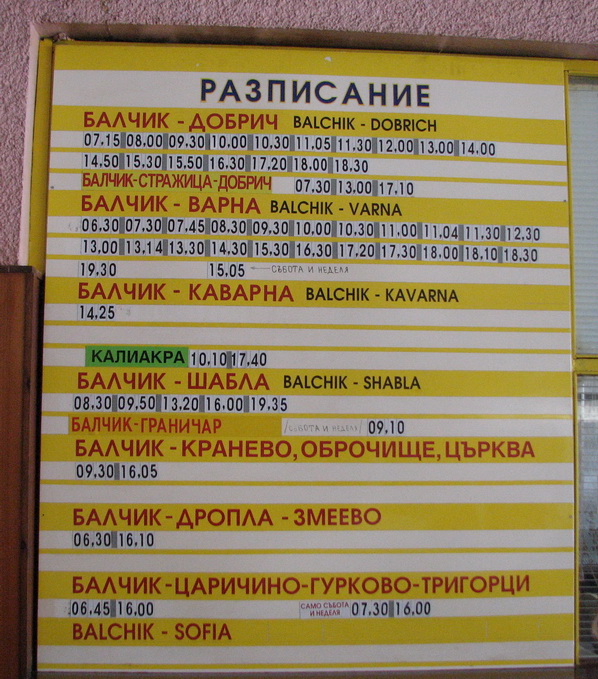 РАЗПИСАНИЕ
БАЛЧИК - ДОБРИЧ BALCHIK - DOBRICH
07.15 08.00 09.30 10.00 10.30 11.05 11.30 12.00 13.00 14.00
14.50 15.30 15.50 16.30 17.20 18.00 18.30
БАЛЧИК-СТРАЖИЦА-ДОБРИЧ 07.30 13.00 17.10
БАЛЧИК - ВАРНА BALCHIK - VARNA
06.30 07.30 07.45 08.30 09.30 10.00 10.30 11.00 11.04 11.30 12.30
13.00 13.14 13.30 14.30 15.30 16.30 17.20 17.30 18.00 18.10 18.30
19.30 15.05 ← СЪБОТА И НЕДЕЛЯ
БАЛЧИК - КАВАРНА BALCHIK - KAVARNA
14.25
КАЛИАКРА 10.10 17.40
БАЛЧИК - ШАБЛА BALCHIK - SHABLA
08.30 09.50 13.20 16.00 19.35
БАЛЧИК-ГРАНИЧАР /СЪБОТА И НЕДЕЛЯ/ 09.10
БАЛЧИК - КРАНЕВО, ОБРОЧИЩЕ, ЦЪРКВА
09.30 16.05
БАЛЧИК - ДРОПЛА - ЗМЕЕВО
06.30 16.10
БАЛЧИК-ЦАРИЧИНО-ГУРКОВО-ТРИГОРЦИ
06.45 16.00 САМО СЪБОТА И НЕДЕЛЯ 07.30 16.00
BALCHIK - SOFIA